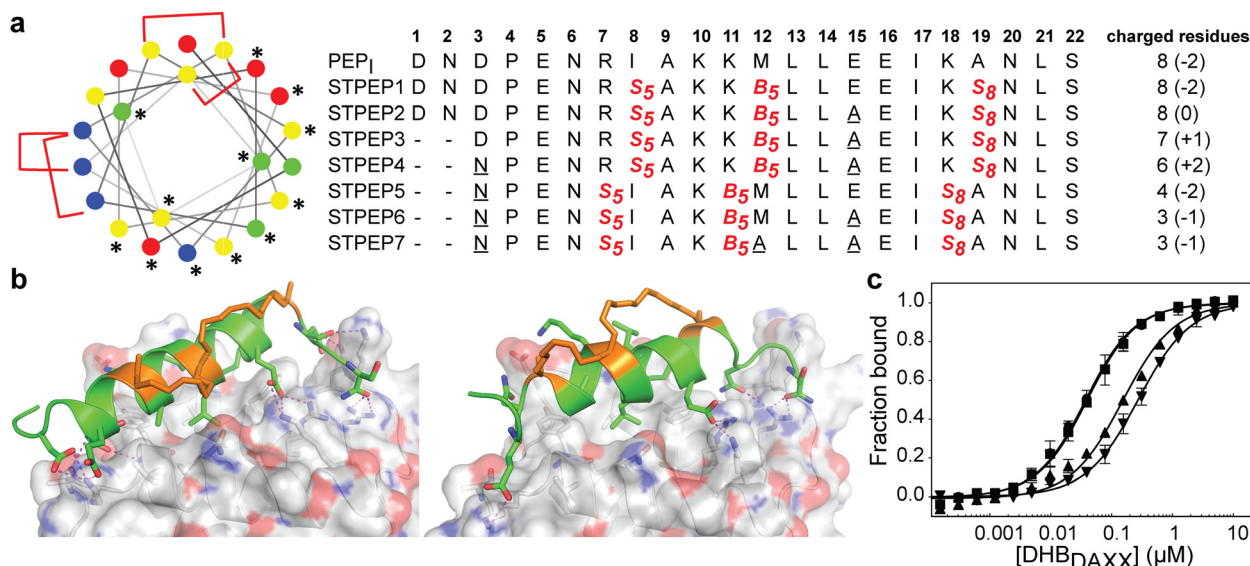 a
1 2 3 4 5 6 7 8 9 10 11 12 13 14 15 16 17 18 19 20 21 22 charged residues
PEPI D N D P E N R I A K K M L L E E I K A N L S 8 (-2)
STPEP1 D N D P E N R S5 A K K B5 L L E E I K S8 N L S 8 (-2)
STPEP2 D N D P E N R S5 A K K B5 L L A E I K S8 N L S 8 (0)
STPEP3 - - D P E N R S5 A K K B5 L L A E I K S8 N L S 7 (+1)
STPEP4 - - N P E N R S5 A K K B5 L L A E I K S8 N L S 6 (+2)
STPEP5 - - N P E N S5 I A K B5 M L L E E I S8 A N L S 4 (-2)
STPEP6 - - N P E N S5 I A K B5 M L L A E I S8 A N L S 3 (-1)
STPEP7 - - N P E N S5 I A K B5 A L L A E I S8 A N L S 3 (-1)
* * * * * * * * * * *
b
c
Fraction bound
1.0
0.8
0.6
0.4
0.2
0.0
0.001 0.01 0.1 1 10
[DHBDAXX] (µM)